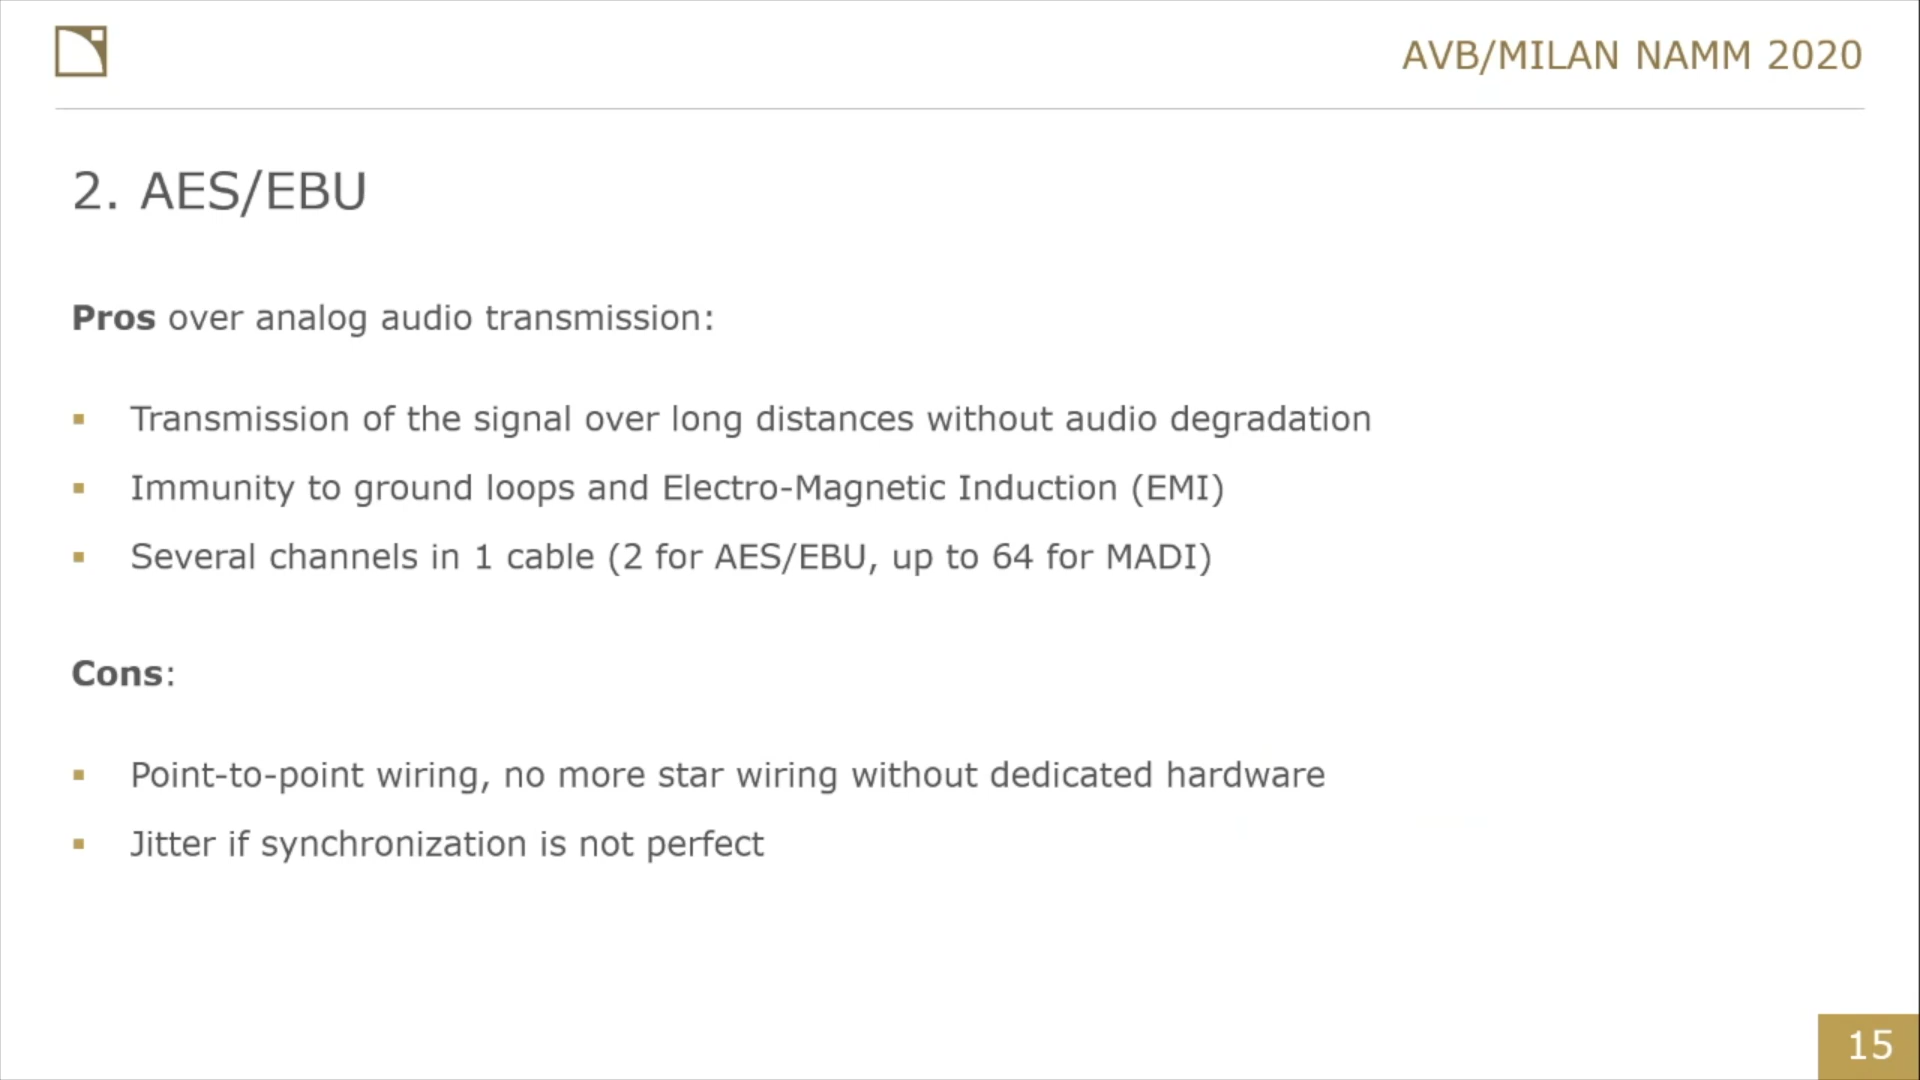 AVB/MILAN NAMM 2020
2. AES/EBU
Pros over analog audio transmission:
▪ Transmission of the signal over long distances without audio degradation
▪ Immunity to ground loops and Electro-Magnetic Induction (EMI)
▪ Several channels in 1 cable (2 for AES/EBU, up to 64 for MADI)
Cons:
▪ Point-to-point wiring, no more star wiring without dedicated hardware
▪ Jitter if synchronization is not perfect
15